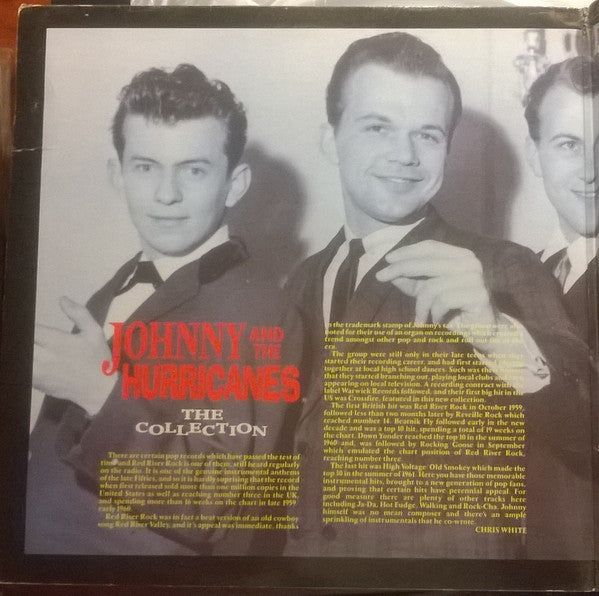 JOHNNY AND THE
HURRICANES
THE
COLLECTION
There are certain pop records which have passed the test of
time and Red River Rock is one of them, still heard regularly
on the radio. It is one of the genuine instrumental anthems
of the late Fifties, and so it is hardly suprising that the record
when first released sold more than one million copies in the
United States as well as reaching number three in the UK,
and spending more than 16 weeks on the chart in late 1959,
early 1960.
Red River Rock was in fact a beat version of an old cowboy
song Red River Valley, and it's appeal was immediate, thanks
to the trademark stamp of Johnny's sax. The group were also
noted for their use of an organ on recordings which created a
trend amongst other pop and rock and roll outfits of the
era.
The group were still only in their late teens when they
started their recording career, and had first started playing
together at local high school dancers. Such was their
that they started branching out, playing local clubs and
appearing on local television. A recording contract with
label Warwick Records followed, and their first big hit in the
US was Crossfire, featured in this new collection.
The first British hit was Red River Rock in October 1959,
followed less than two months later by Reveille Rock which
reached number 14. Beatnik Fly followed early in the new
decade and was a top 10 hit, spending a total of 19 weeks on
the chart. Down Yonder reached the top 10 in the summer of
1960 and, was followed by Rocking Goose in September
which emulated the chart position of Red River Rock,
reaching number three.
The last hit was High Voltage/Old Smokey which made the
top 10 in the summer of 1961. Here you have those memorable
instrumental hits, brought to a new generation of pop fans,
and proving that certain hits have perennial appeal. For
good measure there are plenty of other tracks here
including Ja-Da, Hot Fudge, Walking and Rock-Cha. Johnny
himself was no mean composer and there's an ample
sprinkling of instrumentals that he co-wrote.
CHRIS WHITE